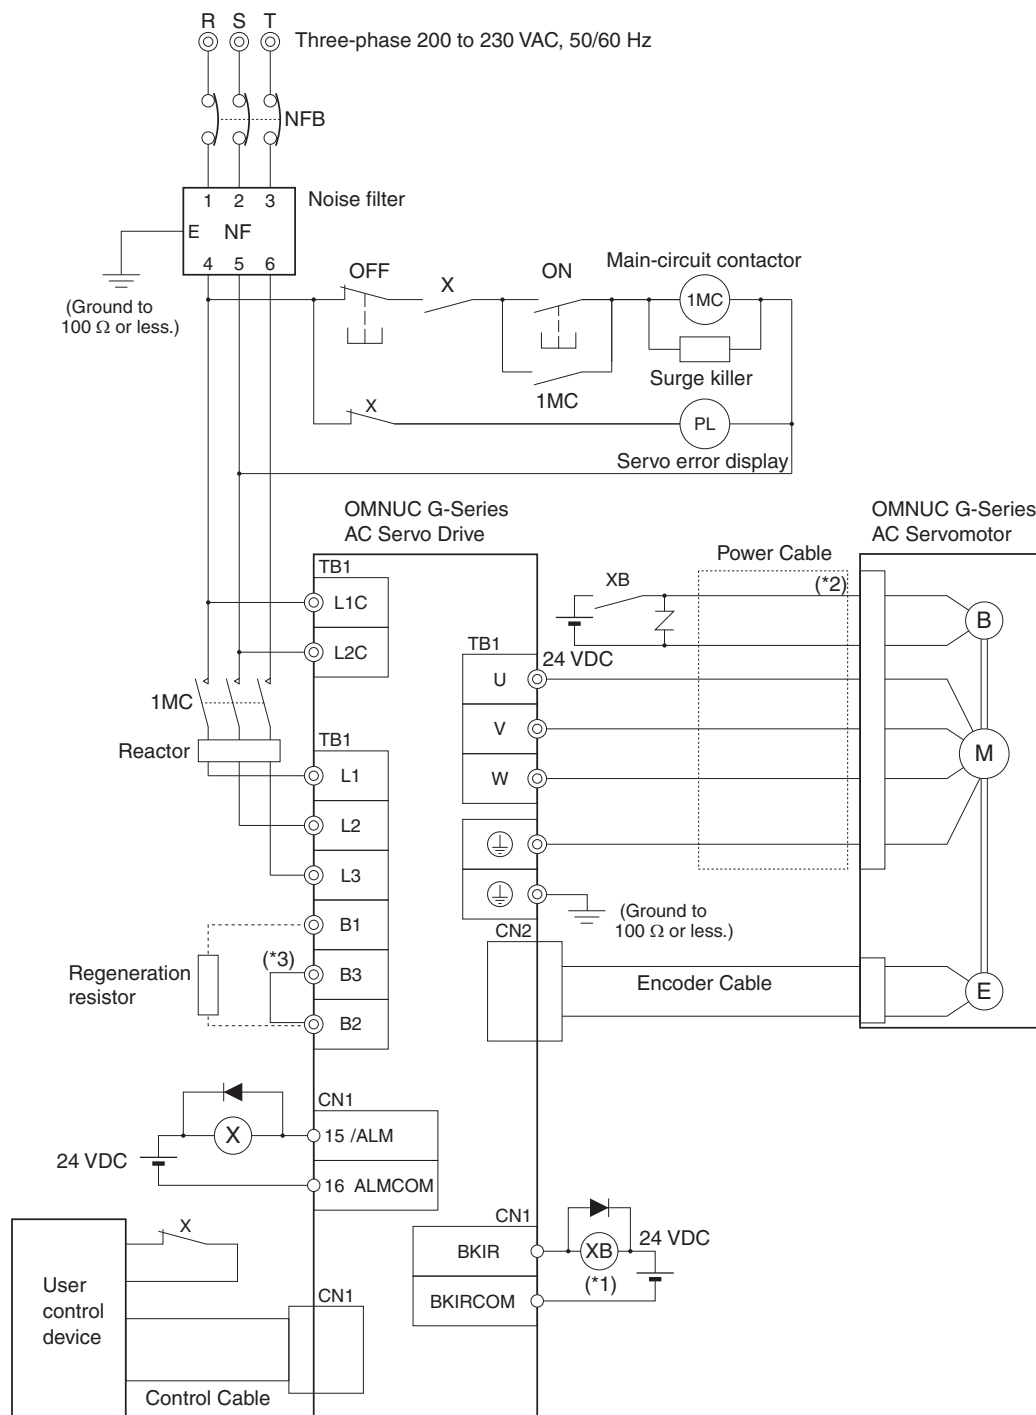 R S T
Three-phase 200 to 230 VAC, 50/60 Hz
NFB
1 2 3
Noise filter
E NF
4 5 6
(Ground to
100 Ω or less.)
OFF
X
ON
Main-circuit contactor
1MC
Surge killer
1MC
X
PL
Servo error display
OMNUC G-Series
AC Servo Drive
OMNUC G-Series
AC Servomotor
TB1
L1C
L2C
Power Cable
XB
(*2)
24 VDC
B
TB1
U
V
W
M
1MC
Reactor
TB1
L1
L2
L3
B1
(*3)
B3
B2
Regeneration
resistor
(Ground to
100 Ω or less.)
CN2
Encoder Cable
E
CN1
X
15 /ALM
24 VDC
16 ALMCOM
CN1
BKIR
XB
24 VDC
(*1)
BKIRCOM
X
User
control
device
CN1
Control Cable